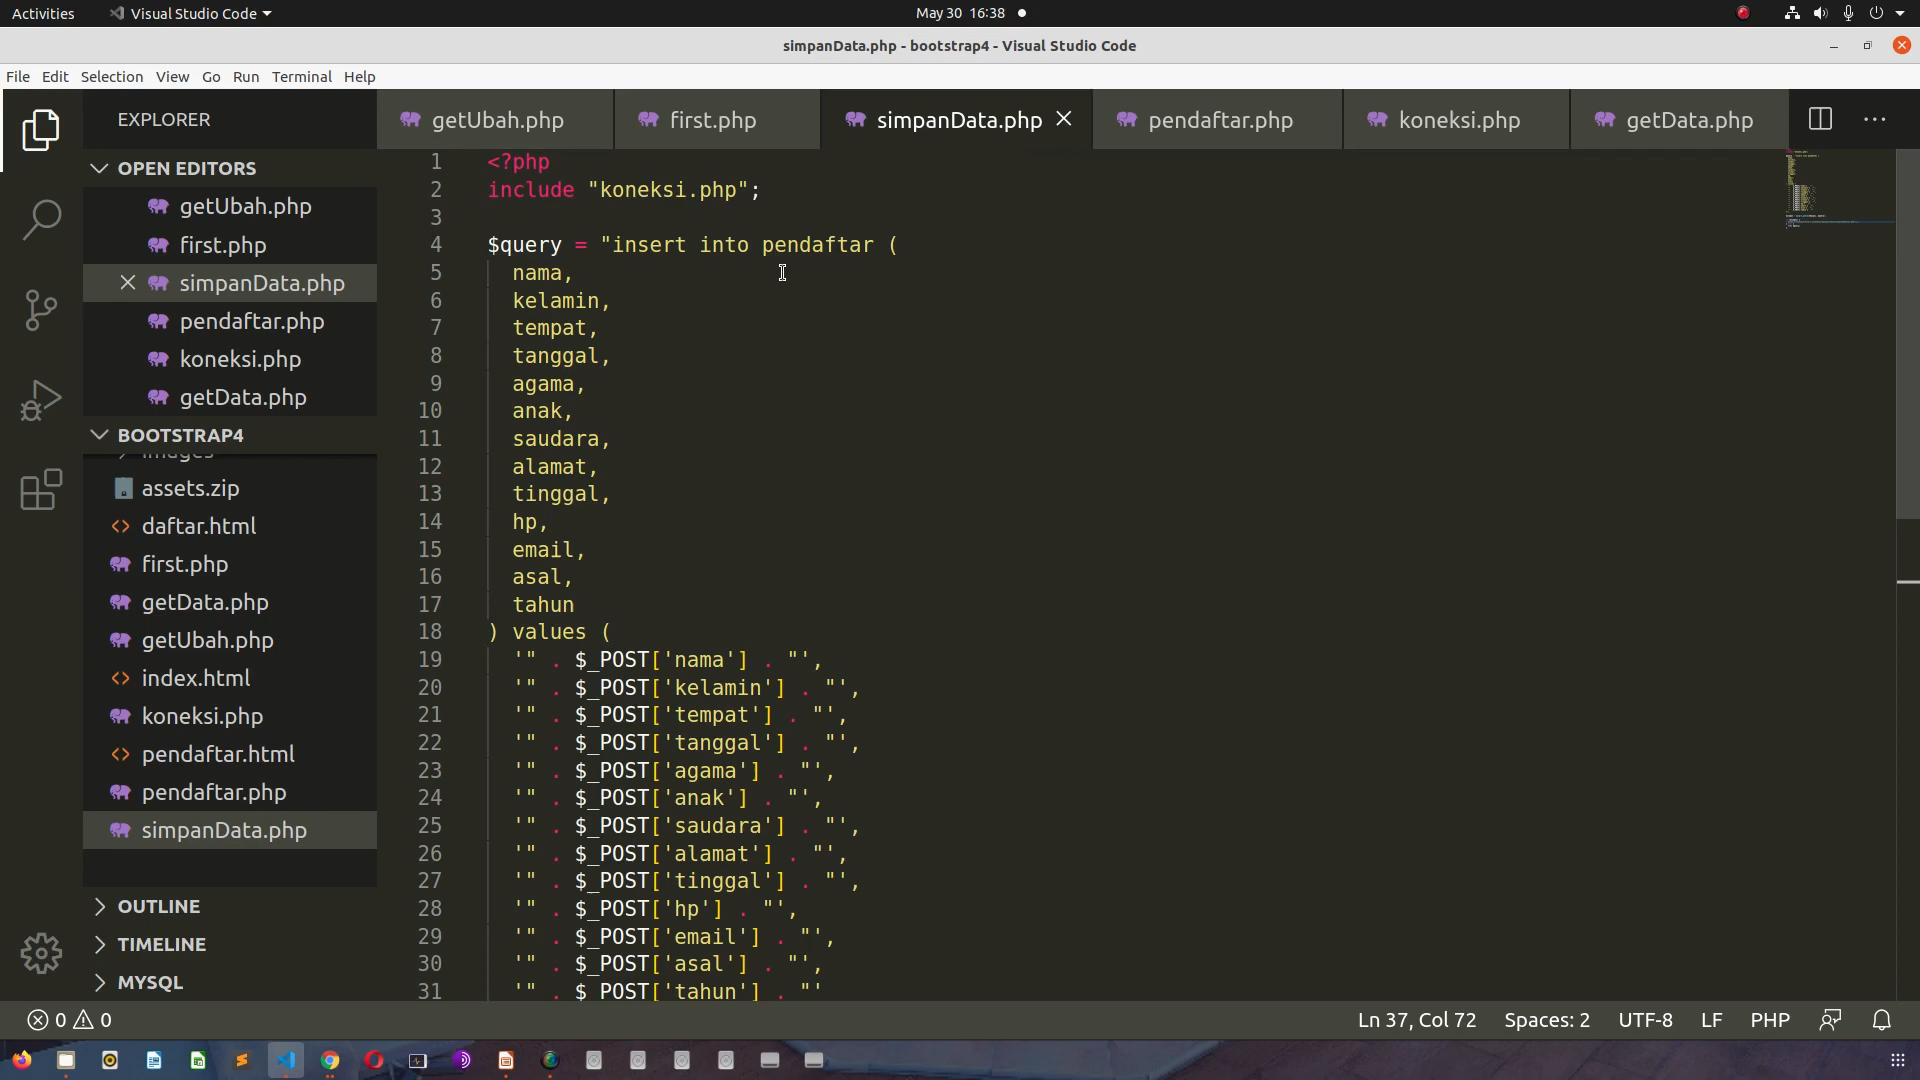 Activities
Visual Studio Code
May 30 16:38
simpanData.php - bootstrap4 - Visual Studio Code
File Edit Selection View Go Run Terminal Help
EXPLORER
OPEN EDITORS
getUbah.php
first.php
simpanData.php
pendaftar.php
koneksi.php
getData.php
BOOTSTRAP4
images
assets.zip
daftar.html
first.php
getData.php
getUbah.php
index.html
koneksi.php
pendaftar.html
pendaftar.php
simpanData.php
OUTLINE
TIMELINE
MYSQL
getUbah.php first.php simpanData.php pendaftar.php koneksi.php getData.php
1 <?php
2 include "koneksi.php";
3
4 $query = "insert into pendaftar (
5 nama,
6 kelamin,
7 tempat,
8 tanggal,
9 agama,
10 anak,
11 saudara,
12 alamat,
13 tinggal,
14 hp,
15 email,
16 asal,
17 tahun
18 ) values (
19 '" . $_POST['nama'] . "',
20 '" . $_POST['kelamin'] . "',
21 '" . $_POST['tempat'] . "',
22 '" . $_POST['tanggal'] . "',
23 '" . $_POST['agama'] . "',
24 '" . $_POST['anak'] . "',
25 '" . $_POST['saudara'] . "',
26 '" . $_POST['alamat'] . "',
27 '" . $_POST['tinggal'] . "',
28 '" . $_POST['hp'] . "',
29 '" . $_POST['email'] . "',
30 '" . $_POST['asal'] . "',
31 '" . $_POST['tahun'] . "'
0 0
Ln 37, Col 72 Spaces: 2 UTF-8 LF PHP